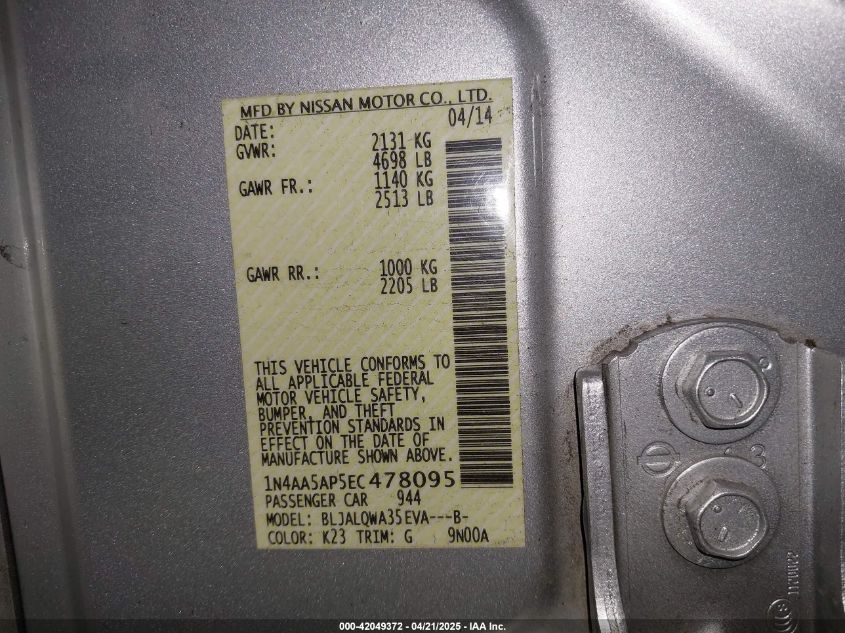 MFD BY NISSAN MOTOR CO., LTD.
DATE: 04/14
GVWR: 2131 KG
4698 LB
GAWR FR.: 1140 KG
2513 LB
GAWR RR.: 1000 KG
2205 LB
THIS VEHICLE CONFORMS TO
ALL APPLICABLE FEDERAL
MOTOR VEHICLE SAFETY,
BUMPER, AND THEFT
PREVENTION STANDARDS IN
EFFECT ON THE DATE OF
MANUFACTURE SHOWN ABOVE.
1N4AA5AP5EC478095
PASSENGER CAR 944
MODEL: BLJALQWA35EVA---B-
COLOR: K23 TRIM: G 9N00A
3
000-42049372 - 04/21/2025 - IAA Inc.